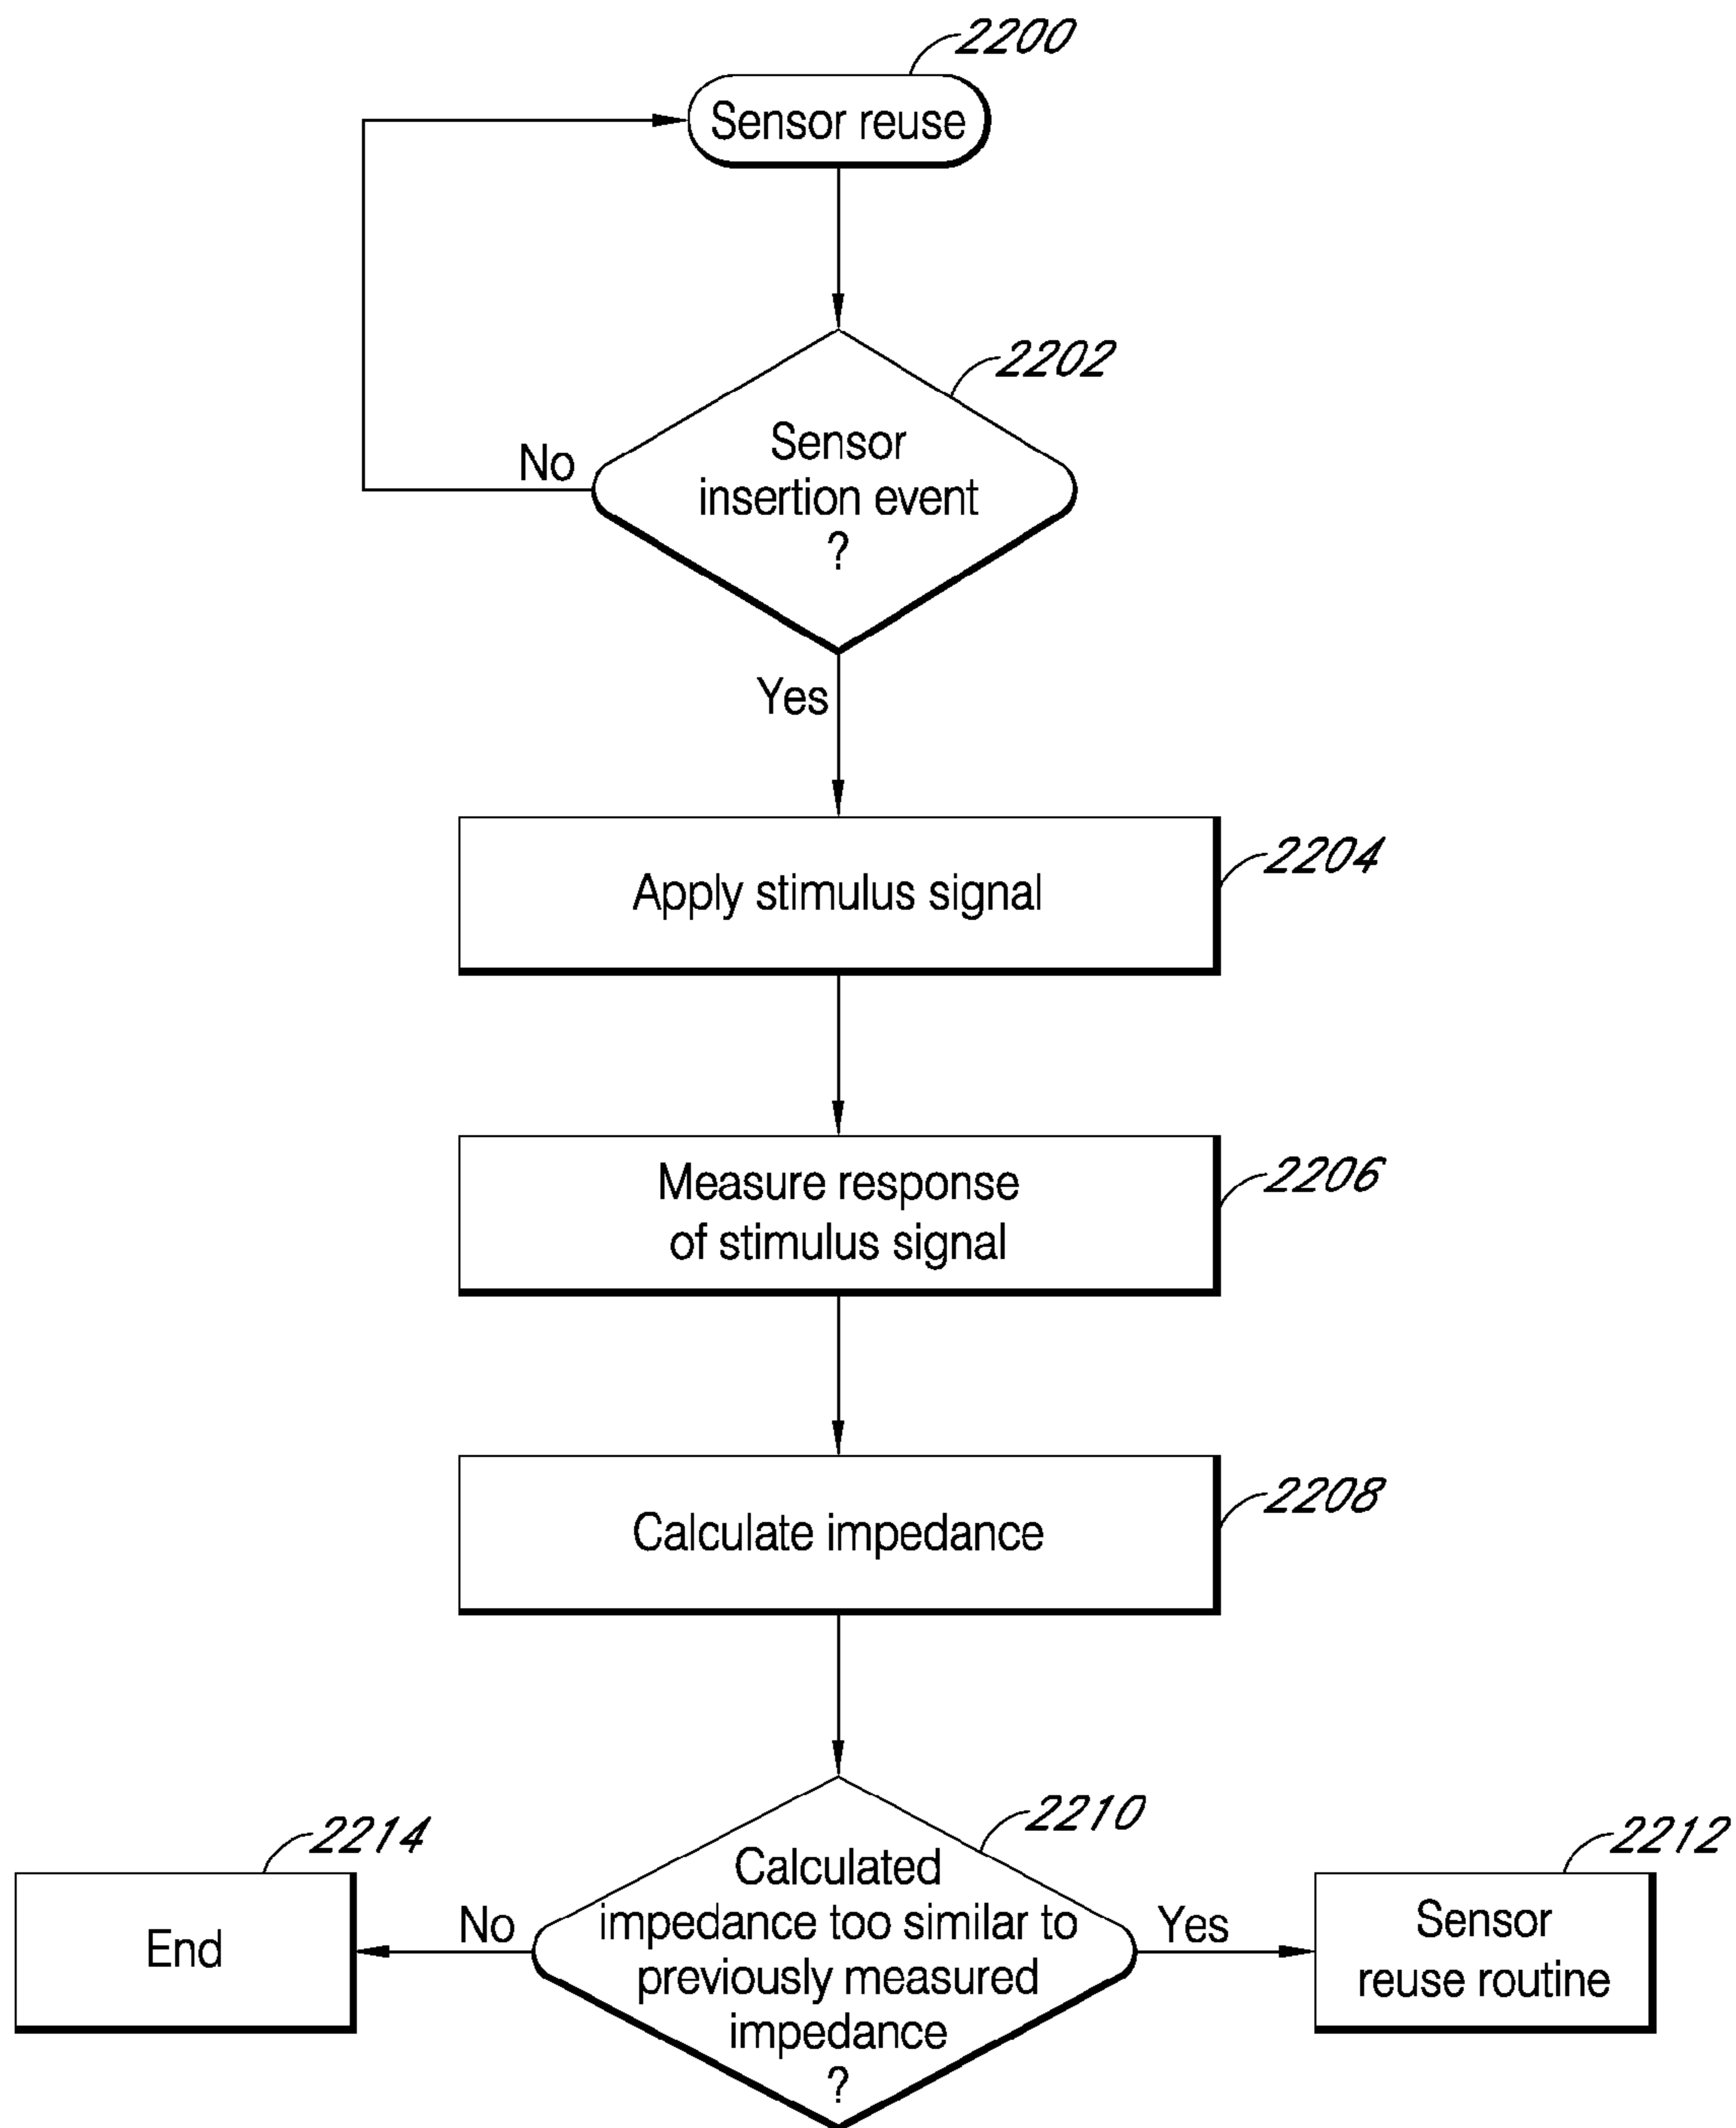 2200
Sensor reuse
2202
Sensor
insertion event
?
No
Yes
2204
Apply stimulus signal
2206
Measure response
of stimulus signal
2208
Calculate impedance
2210
Calculated
impedance too similar to
previously measured
impedance
?
No
Yes
2214
End
2212
Sensor
reuse routine